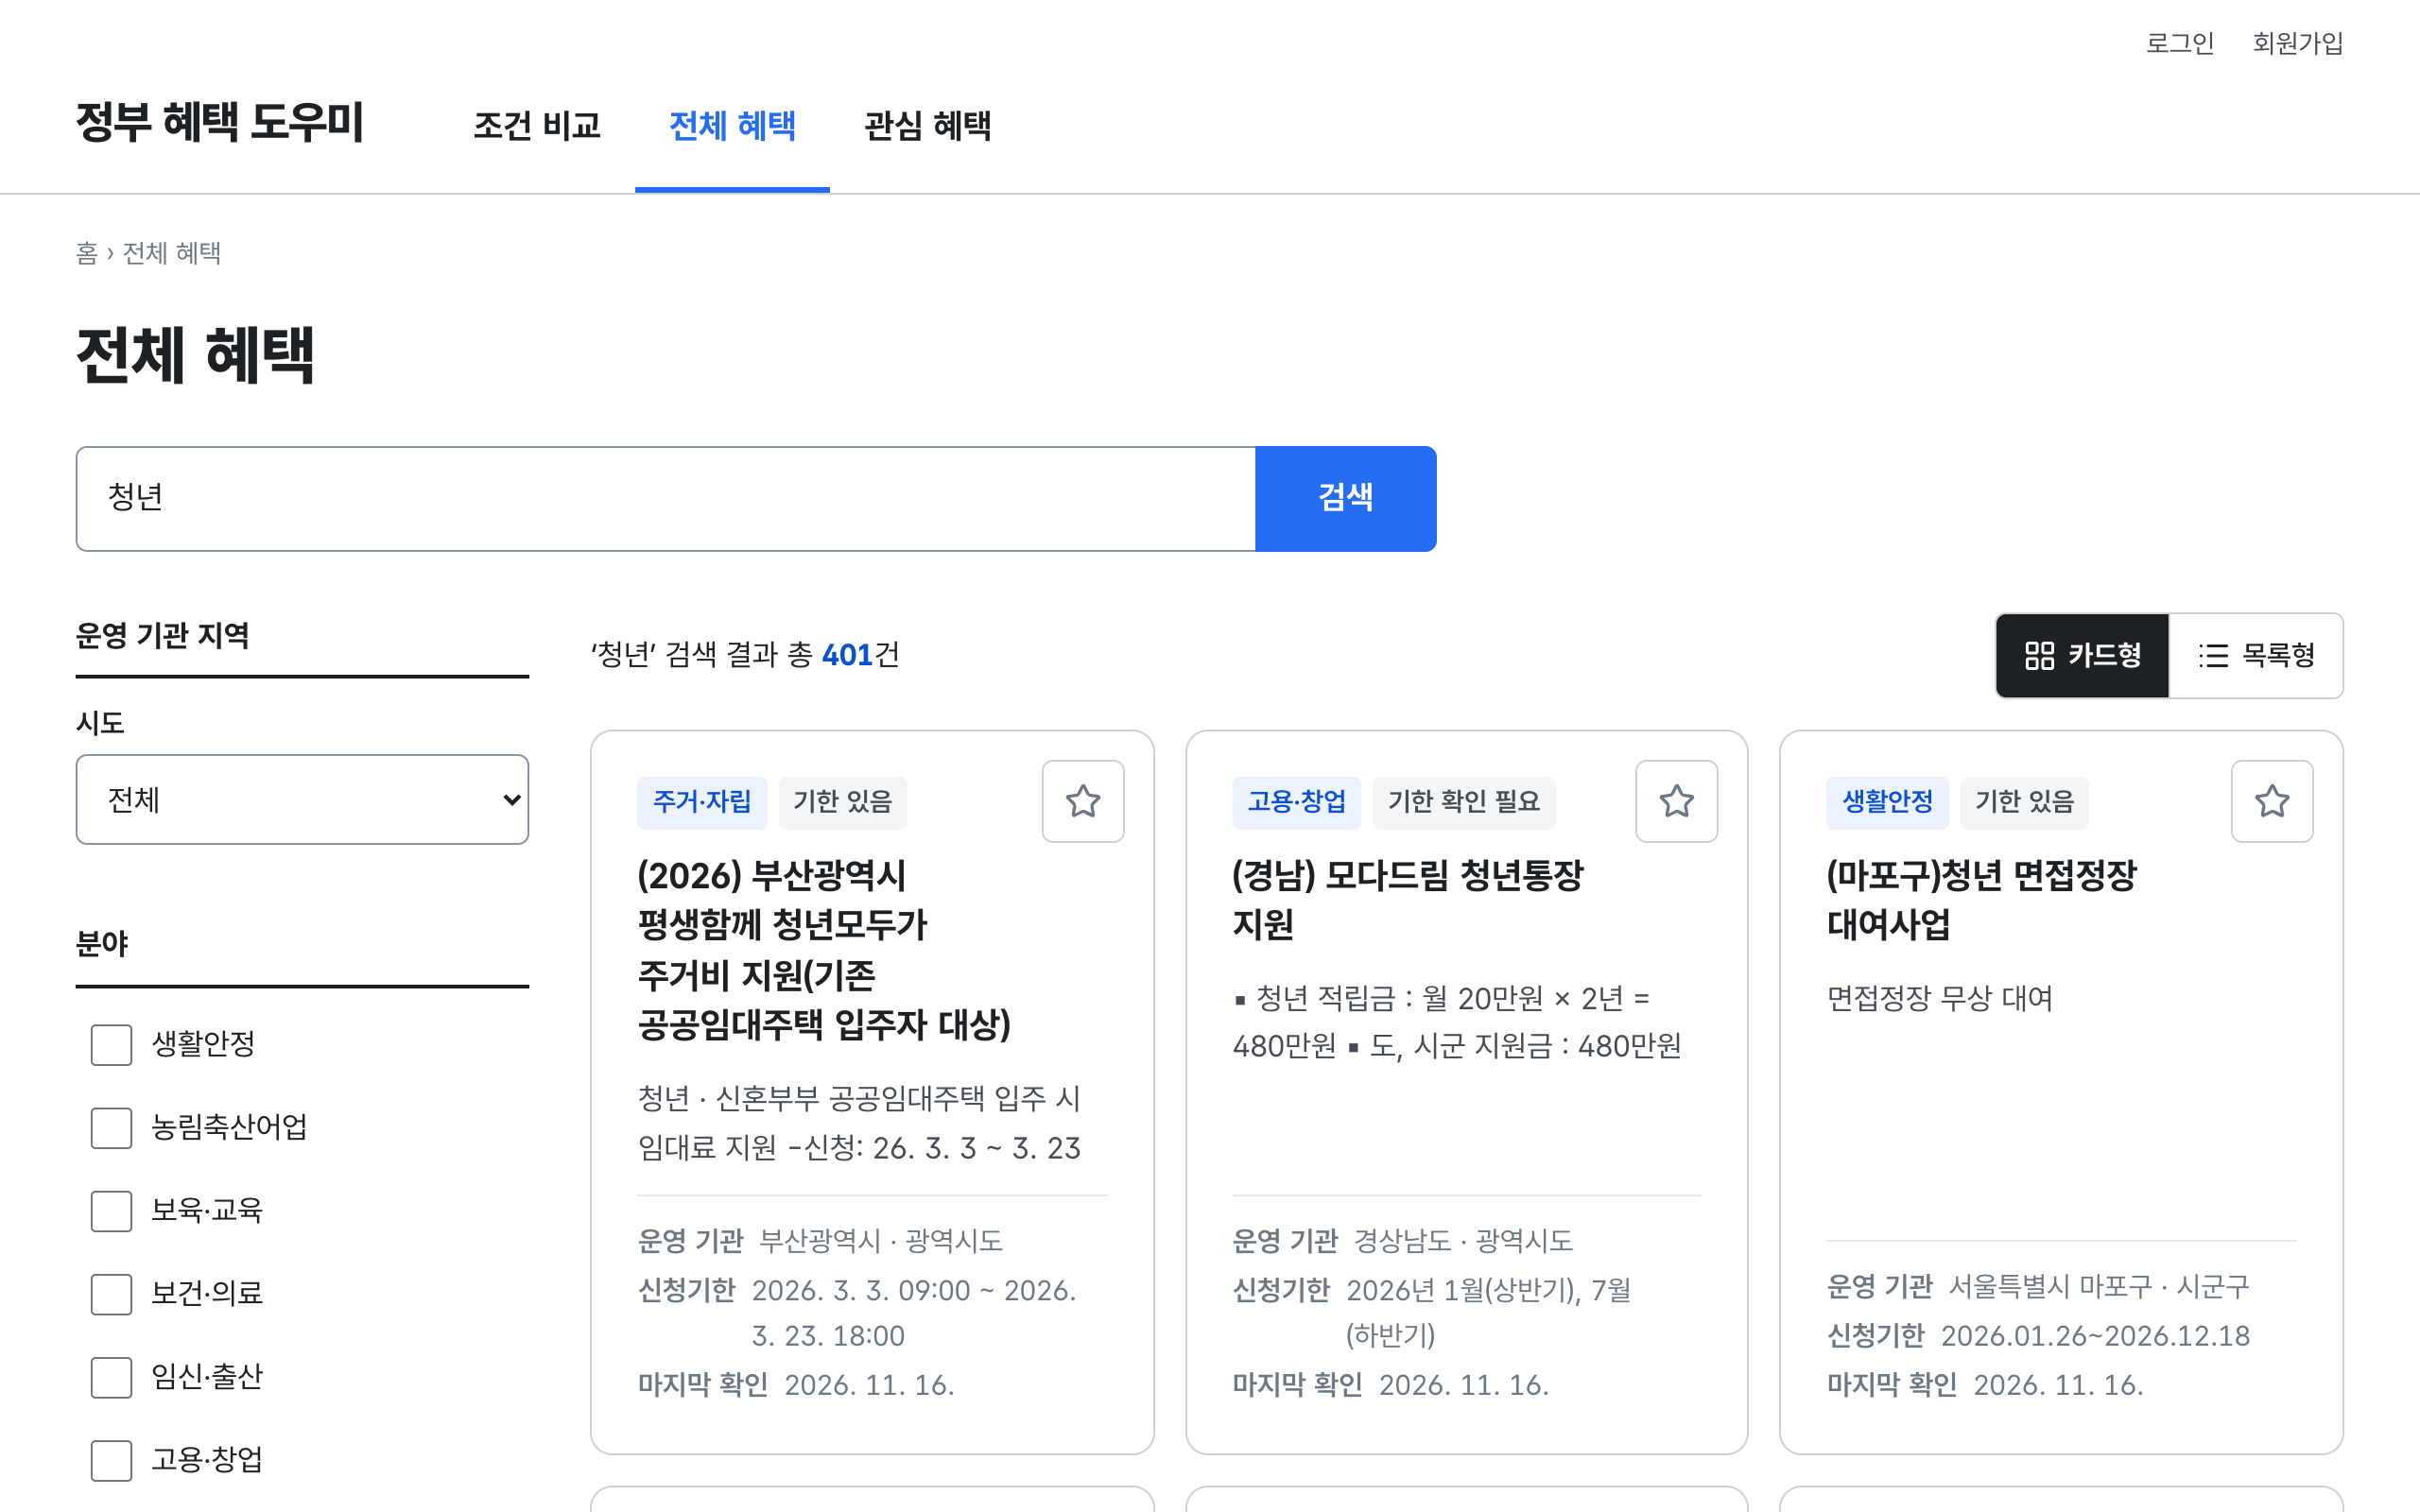 로그인 회원가입
정부 혜택 도우미 조건 비교 전체 혜택 관심 혜택
홈 › 전체 혜택
전체 혜택
청년 검색
운영 기관 지역
시도
전체
분야
생활안정
농림축산어업
보육·교육
보건·의료
임신·출산
고용·창업
‘청년’ 검색 결과 총 401건
카드형 목록형
주거·자립 기한 있음
(2026) 부산광역시
평생함께 청년모두가
주거비 지원(기존
공공임대주택 입주자 대상)
청년 · 신혼부부 공공임대주택 입주 시
임대료 지원 -신청: 26. 3. 3 ~ 3. 23
운영 기관 부산광역시 · 광역시도
신청기한 2026. 3. 3. 09:00 ~ 2026.
3. 23. 18:00
마지막 확인 2026. 11. 16.
고용·창업 기한 확인 필요
(경남) 모다드림 청년통장
지원
▪ 청년 적립금 : 월 20만원 × 2년 =
480만원 ▪ 도, 시군 지원금 : 480만원
운영 기관 경상남도 · 광역시도
신청기한 2026년 1월(상반기), 7월
(하반기)
마지막 확인 2026. 11. 16.
생활안정 기한 있음
(마포구)청년 면접정장
대여사업
면접정장 무상 대여
운영 기관 서울특별시 마포구 · 시군구
신청기한 2026.01.26~2026.12.18
마지막 확인 2026. 11. 16.